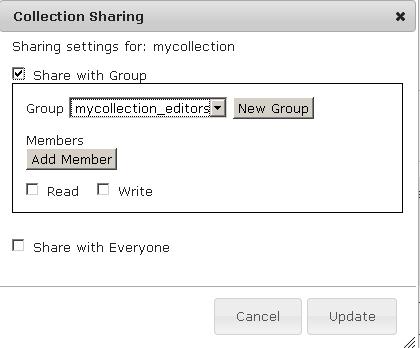 Collection Sharing
Sharing settings for: mycollection
Share with Group
Group mycollection_editors New Group
Members
Add Member
Read Write
Share with Everyone
Cancel Update